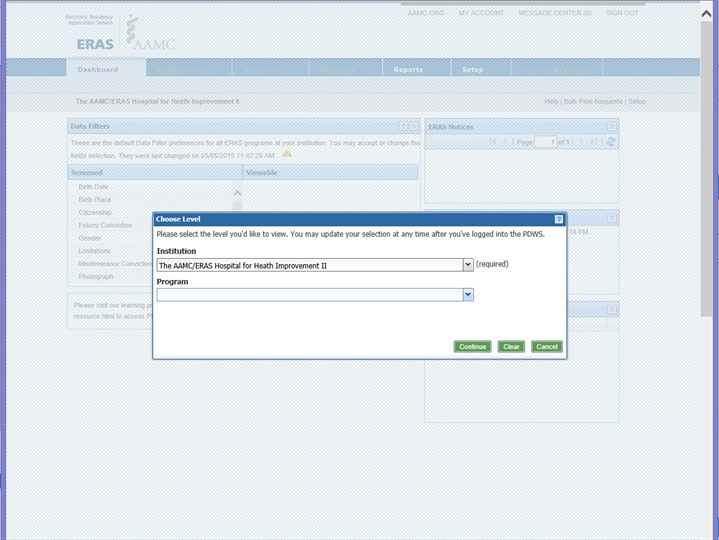 AAMC.ORG MY ACCOUNT MESSAGE CENTER (0) SIGN OUT
Electronic Residency
Application Service
ERAS AAMC
Dashboard Reports Setup
The AAMC/ERAS Hospital for Heath Improvement II Help | Bulk Print Requests | Setup
Data Filters
These are the default Data Filter preferences for all ERAS programs at your institution. You may accept or change the
fields selection. They were last changed on 05/05/2015 11:42:26 AM
Screened Viewable
Birth Date
Birth Place
Citizenship
Felony Conviction
Gender
Limitations
Misdemeanor Conviction
Photograph
Please visit our learning
resource.html to access
ERAS Notices
Page 1 of 1
PM
Choose Level
Please select the level you'd like to view. You may update your selection at any time after you've logged into the PDWS.
Institution
The AAMC/ERAS Hospital for Heath Improvement II (required)
Program
Continue Clear Cancel